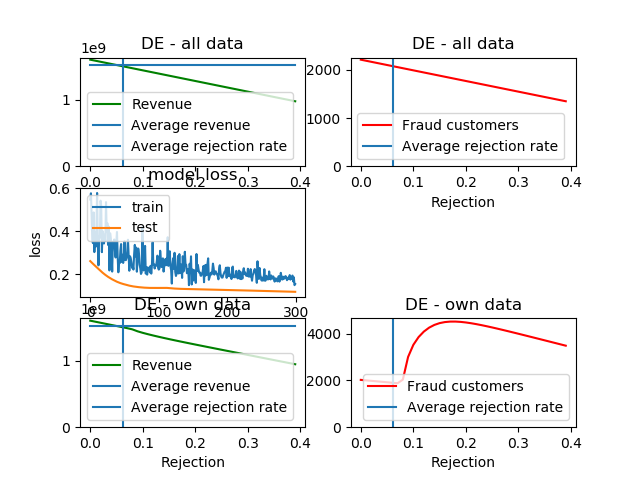 DE - all data
1e9
1
0
0.0 0.1 0.2 0.3 0.4
Revenue
Average revenue
Average rejection rate
DE - all data
2000
1000
0
Fraud customers
Average rejection rate
0.0 0.1 0.2 0.3 0.4
Rejection
model loss
0.6
0.4
0.2
loss
train
test
0 100 200 300
DE - own data
1e9
1
0
Revenue
Average revenue
Average rejection rate
0.0 0.1 0.2 0.3 0.4
Rejection
DE - own data
4000
2000
0
Fraud customers
Average rejection rate
0.0 0.1 0.2 0.3 0.4
Rejection